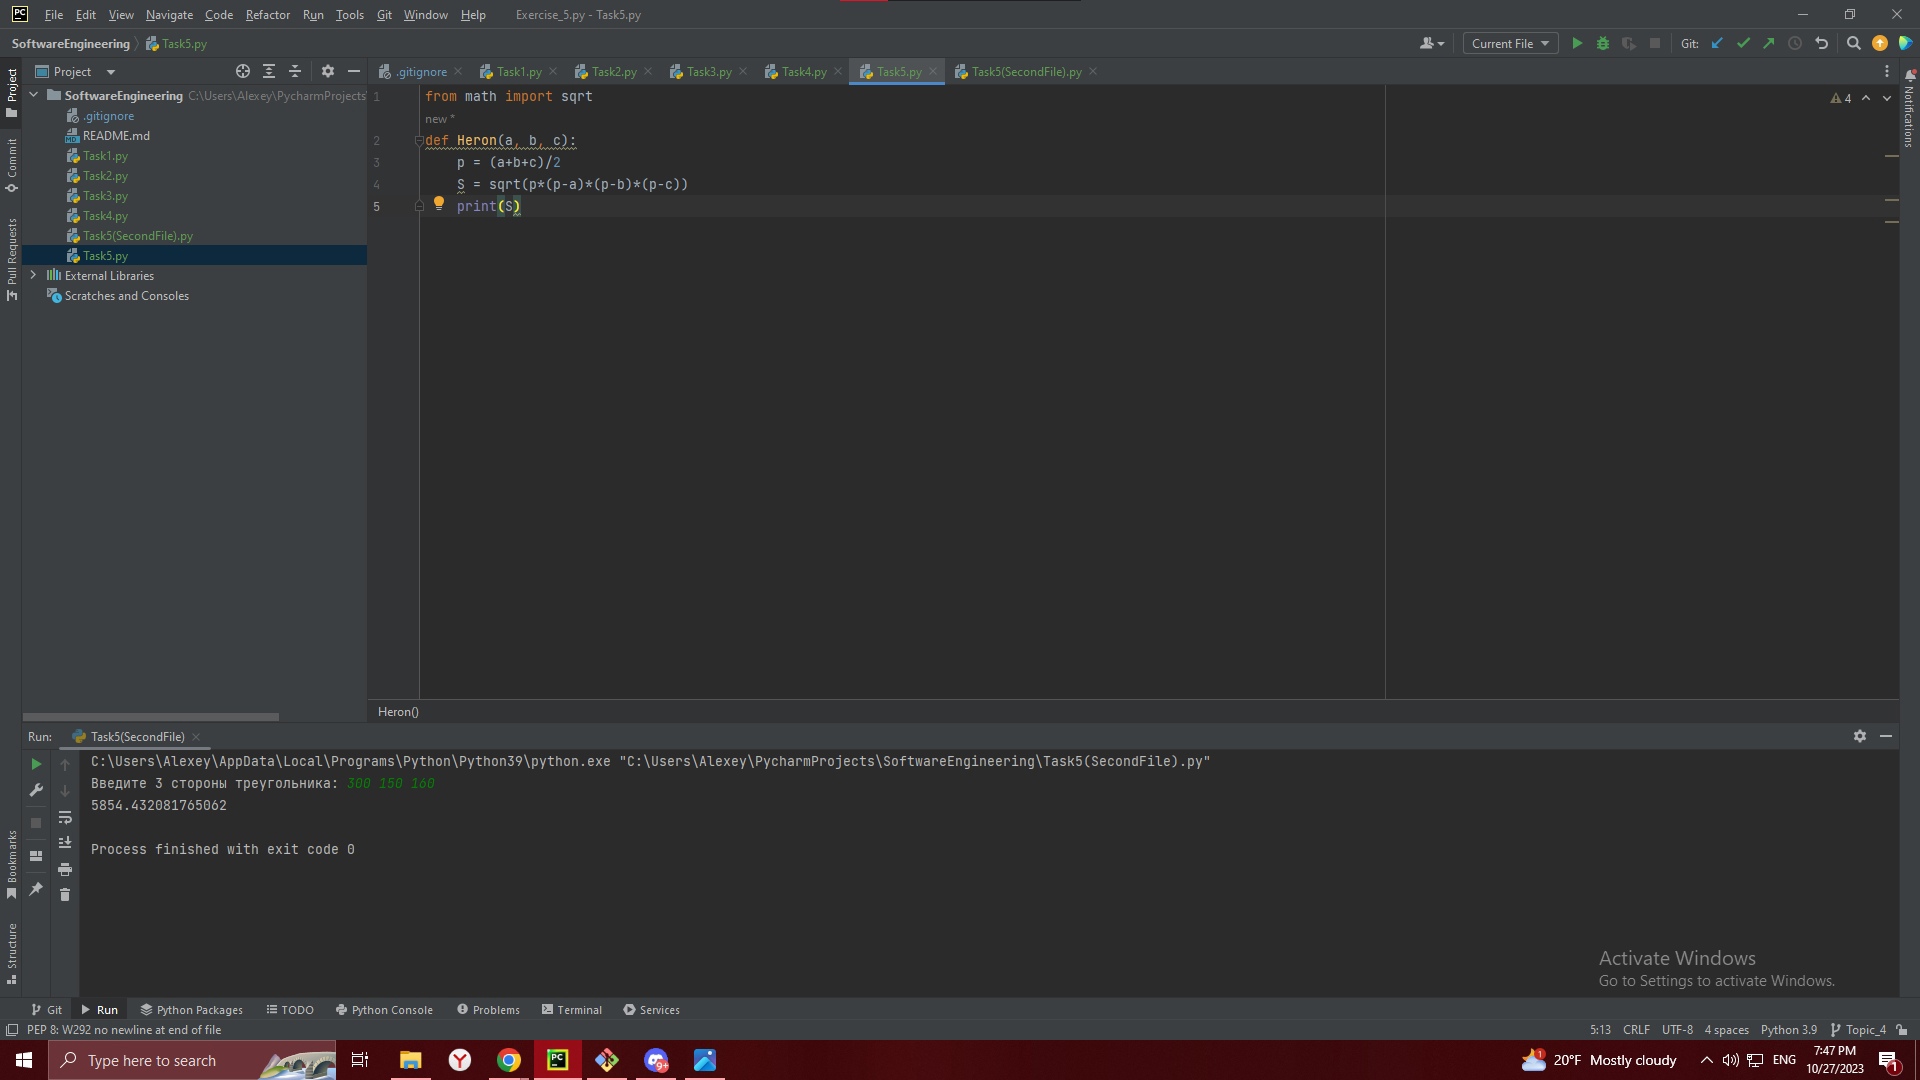 PC File Edit View Navigate Code Refactor Run Tools Git Window Help Exercise_5.py - Task5.py
SoftwareEngineering Task5.py Current File Git:
Project .gitignore Task1.py Task2.py Task3.py Task4.py Task5.py Task5(SecondFile).py
SoftwareEngineering C:\Users\Alexey\PycharmProjects
.gitignore
README.md
Task1.py
Task2.py
Task3.py
Task4.py
Task5(SecondFile).py
Task5.py
External Libraries
Scratches and Consoles
Project
Commit
Pull Requests
Bookmarks
Structure
Notifications
4
1 from math import sqrt
new *
2 def Heron(a, b, c):
3 p = (a+b+c)/2
4 S = sqrt(p*(p-a)*(p-b)*(p-c))
5 print(S)
Heron()
Run: Task5(SecondFile)
C:\Users\Alexey\AppData\Local\Programs\Python\Python39\python.exe "C:\Users\Alexey\PycharmProjects\SoftwareEngineering\Task5(SecondFile).py"
Введите 3 стороны треугольника: 300 150 160
5854.432081765062
Process finished with exit code 0
Activate Windows
Go to Settings to activate Windows.
Git Run Python Packages TODO Python Console Problems Terminal Services
PEP 8: W292 no newline at end of file 5:13 CRLF UTF-8 4 spaces Python 3.9 Topic_4
Type here to search PC 9+ 1 20°F Mostly cloudy ENG 7:47 PM 1
10/27/2023